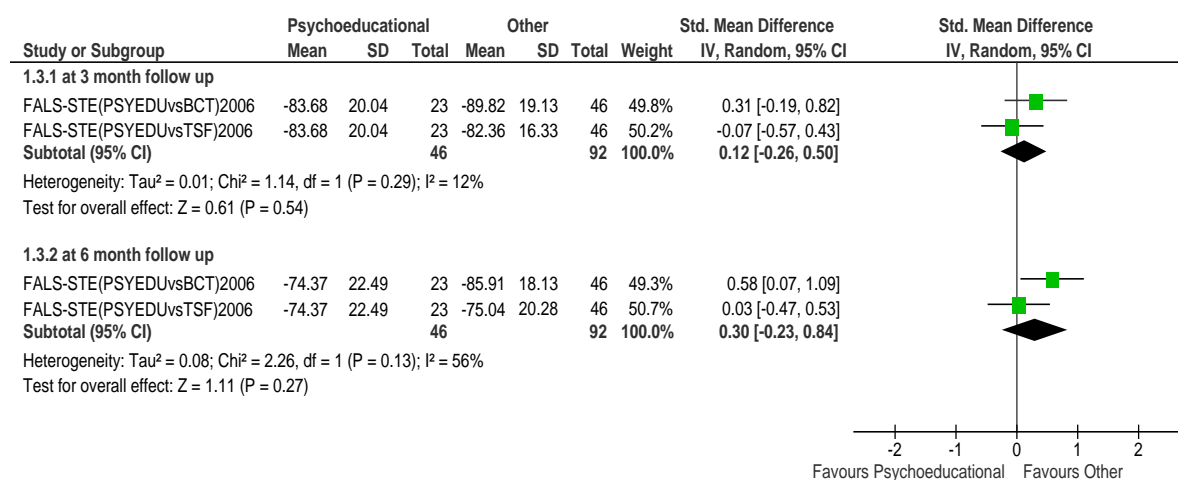 Psychoeducational Other Std. Mean Difference Std. Mean Difference
Study or Subgroup Mean SD Total Mean SD Total Weight IV, Random, 95% CI IV, Random, 95% CI
1.3.1 at 3 month follow up
FALS-STE(PSYEDUvsBCT)2006 -83.68 20.04 23 -89.82 19.13 46 49.8% 0.31 [-0.19, 0.82]
FALS-STE(PSYEDUvsTSF)2006 -83.68 20.04 23 -82.36 16.33 46 50.2% -0.07 [-0.57, 0.43]
Subtotal (95% CI) 46 92 100.0% 0.12 [-0.26, 0.50]
Heterogeneity: Tau² = 0.01; Chi² = 1.14, df = 1 (P = 0.29); I² = 12%
Test for overall effect: Z = 0.61 (P = 0.54)
1.3.2 at 6 month follow up
FALS-STE(PSYEDUvsBCT)2006 -74.37 22.49 23 -85.91 18.13 46 49.3% 0.58 [0.07, 1.09]
FALS-STE(PSYEDUvsTSF)2006 -74.37 22.49 23 -75.04 20.28 46 50.7% 0.03 [-0.47, 0.53]
Subtotal (95% CI) 46 92 100.0% 0.30 [-0.23, 0.84]
Heterogeneity: Tau² = 0.08; Chi² = 2.26, df = 1 (P = 0.13); I² = 56%
Test for overall effect: Z = 1.11 (P = 0.27)
-2 -1 0 1 2
Favours Psychoeducational Favours Other